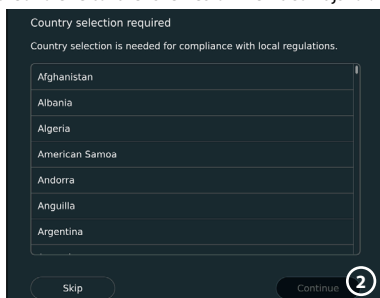 Country selection required
Country selection is needed for compliance with local regulations.
Afghanistan
Albania
Algeria
American Samoa
Andorra
Anguilla
Argentina
Skip
Continue
2